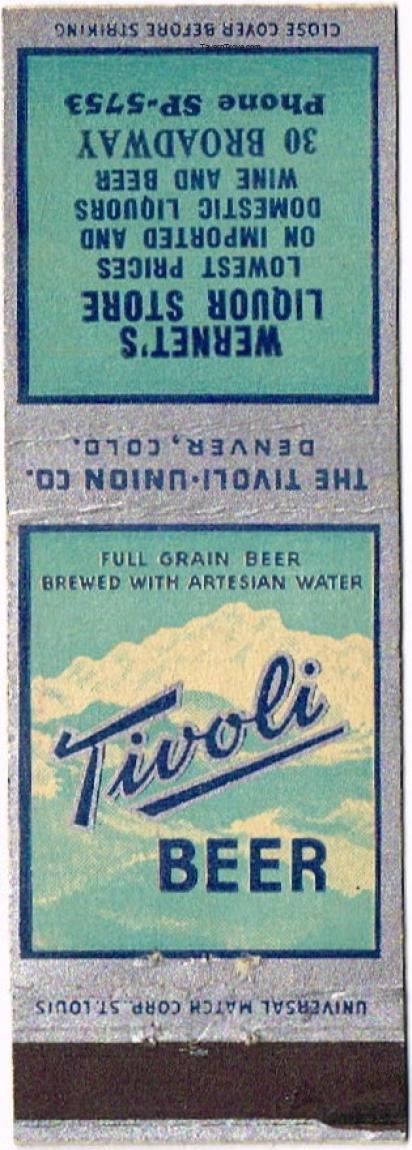 CLOSE COVER BEFORE STRIKING
TavernTrove.com
WERNET'S
LIQUOR STORE
LOWEST PRICES
ON IMPORTED AND
DOMESTIC LIQUORS
WINE AND BEER
30 BROADWAY
Phone SP-5753
THE TIVOLI-UNION CO.
DENVER, COLO.
FULL GRAIN BEER
BREWED WITH ARTESIAN WATER
Tivoli
BEER
UNIVERSAL MATCH CORP. ST. LOUIS